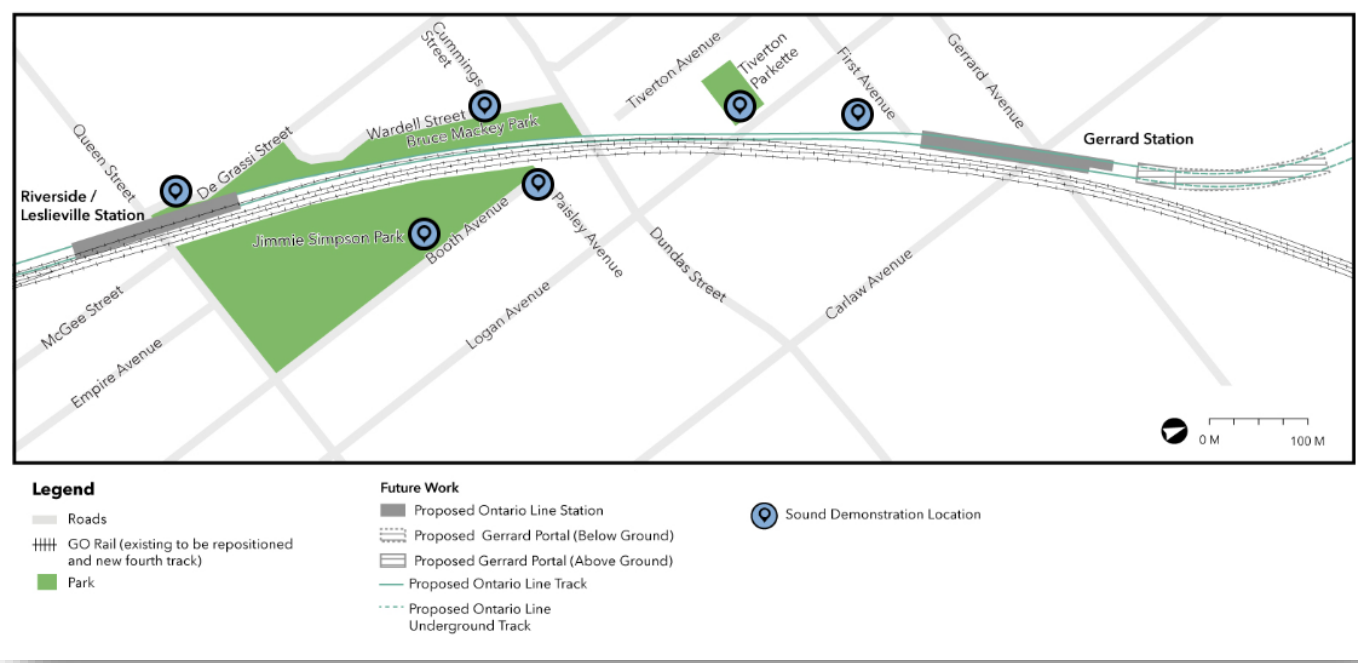 Cummings
Street
Tiverton Avenue
Tiverton
Parkette
First Avenue
Gerrard Avenue
Queen Street
De Grassi Street
Wardell Street
Bruce Mackey Park
Gerrard Station
Riverside /
Leslieville Station
Jimmie Simpson Park
Booth Avenue
Paisley Avenue
Dundas Street
McGee Street
Empire Avenue
Logan Avenue
Carlaw Avenue
0 M
100 M
Legend
Roads
GO Rail (existing to be repositioned
and new fourth track)
Park
Future Work
Proposed Ontario Line Station
Proposed Gerrard Portal (Below Ground)
Proposed Gerrard Portal (Above Ground)
Proposed Ontario Line Track
Proposed Ontario Line
Underground Track
Sound Demonstration Location